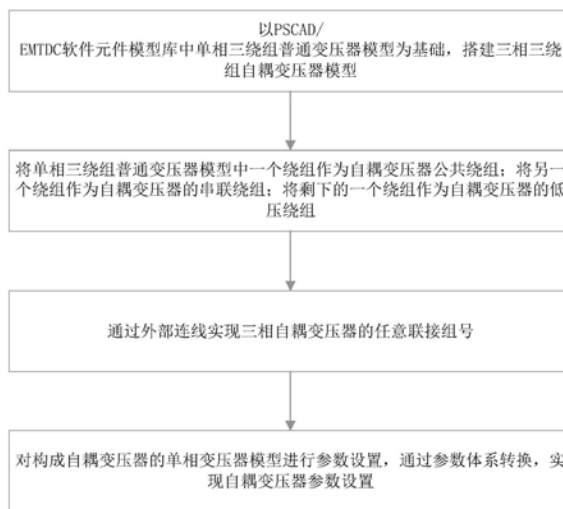 以PSCAD/
EMTDC软件元件模型库中单相三绕组普通变压器模型为基础，搭建三相三绕
组自耦变压器模型
将单相三绕组普通变压器模型中一个绕组作为自耦变压器公共绕组；将另一
个绕组作为自耦变压器的串联绕组；将剩下的一个绕组作为自耦变压器的低
压绕组
通过外部连线实现三相自耦变压器的任意联接组号
对构成自耦变压器的单相变压器模型进行参数设置，通过参数体系转换，实
现自耦变压器参数设置